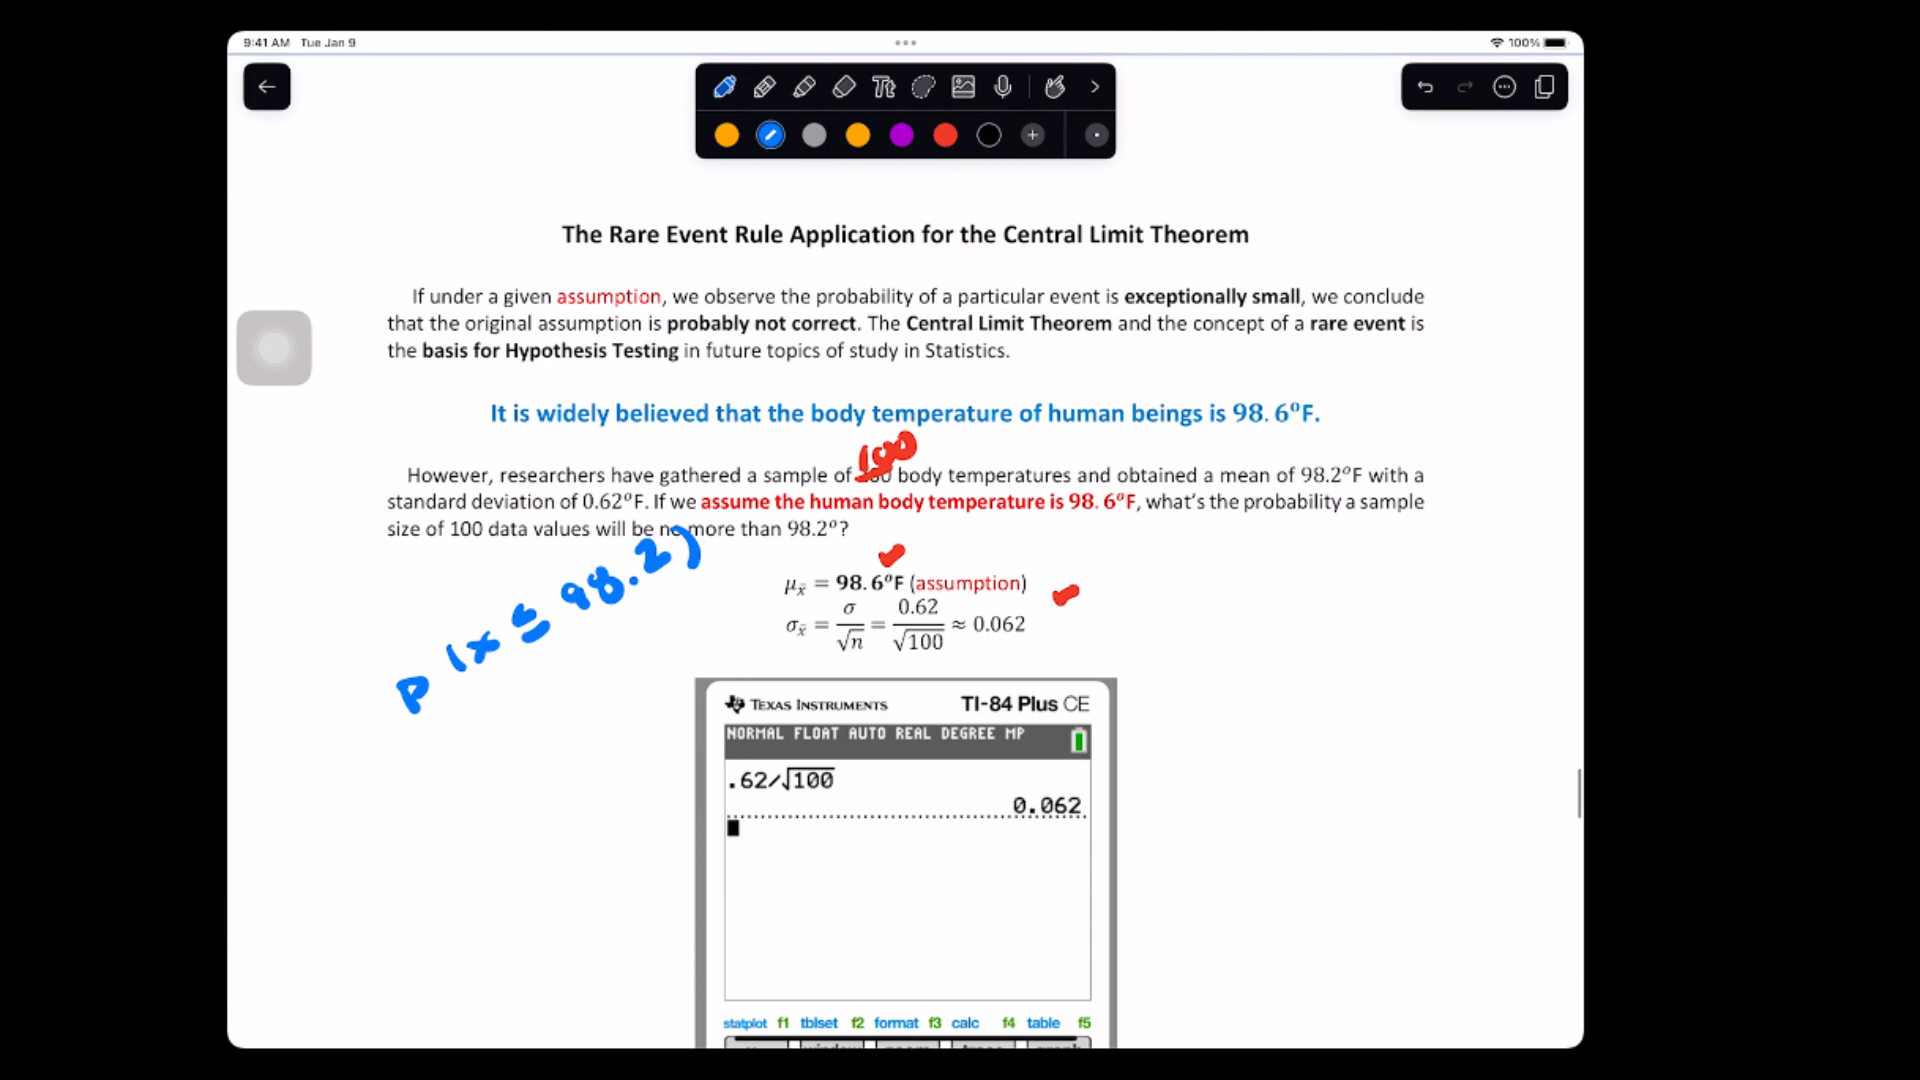 9:41 AM Tue Jan 9
100%
Tt
The Rare Event Rule Application for the Central Limit Theorem
If under a given assumption, we observe the probability of a particular event is exceptionally small, we conclude
that the original assumption is probably not correct. The Central Limit Theorem and the concept of a rare event is
the basis for Hypothesis Testing in future topics of study in Statistics.
It is widely believed that the body temperature of human beings is 98.6°F.
100
However, researchers have gathered a sample of body temperatures and obtained a mean of 98.2°F with a
standard deviation of 0.62°F. If we assume the human body temperature is 98.6°F, what's the probability a sample
size of 100 data values will be no more than 98.2°?
P(x ≤ 98.2)
μx̄ = 98.6°F (assumption)
σx̄ = σ/√n = 0.62/√100 ≈ 0.062
TEXAS INSTRUMENTS TI-84 Plus CE
NORMAL FLOAT AUTO REAL DEGREE MP
.62/√100
0.062
statplot f1 tblset f2 format f3 calc f4 table f5